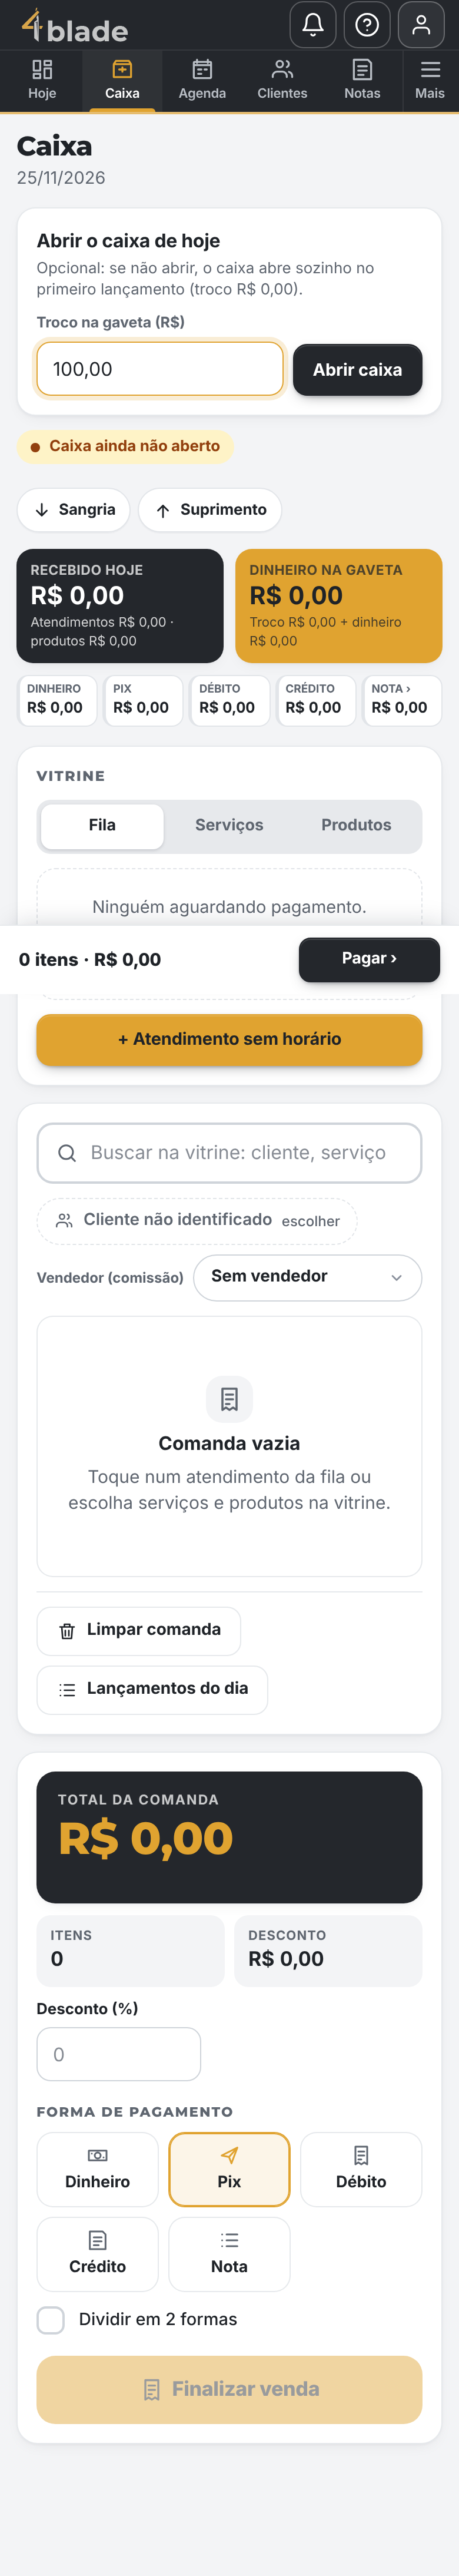 4blade
Hoje
Caixa
Agenda
Clientes
Notas
Mais
Caixa
25/11/2026
Abrir o caixa de hoje
Opcional: se não abrir, o caixa abre sozinho no
primeiro lançamento (troco R$ 0,00).
Troco na gaveta (R$)
100,00
Abrir caixa
Caixa ainda não aberto
Sangria
Suprimento
RECEBIDO HOJE
R$ 0,00
Atendimentos R$ 0,00 ·
produtos R$ 0,00
DINHEIRO NA GAVETA
R$ 0,00
Troco R$ 0,00 + dinheiro
R$ 0,00
DINHEIRO
R$ 0,00
PIX
R$ 0,00
DÉBITO
R$ 0,00
CRÉDITO
R$ 0,00
NOTA ›
R$ 0,00
VITRINE
Fila
Serviços
Produtos
Ninguém aguardando pagamento.
0 itens · R$ 0,00
Pagar ›
+ Atendimento sem horário
Buscar na vitrine: cliente, serviço
Cliente não identificado escolher
Vendedor (comissão)
Sem vendedor
Comanda vazia
Toque num atendimento da fila ou
escolha serviços e produtos na vitrine.
Limpar comanda
Lançamentos do dia
TOTAL DA COMANDA
R$ 0,00
ITENS
0
DESCONTO
R$ 0,00
Desconto (%)
0
FORMA DE PAGAMENTO
Dinheiro
Pix
Débito
Crédito
Nota
Dividir em 2 formas
Finalizar venda